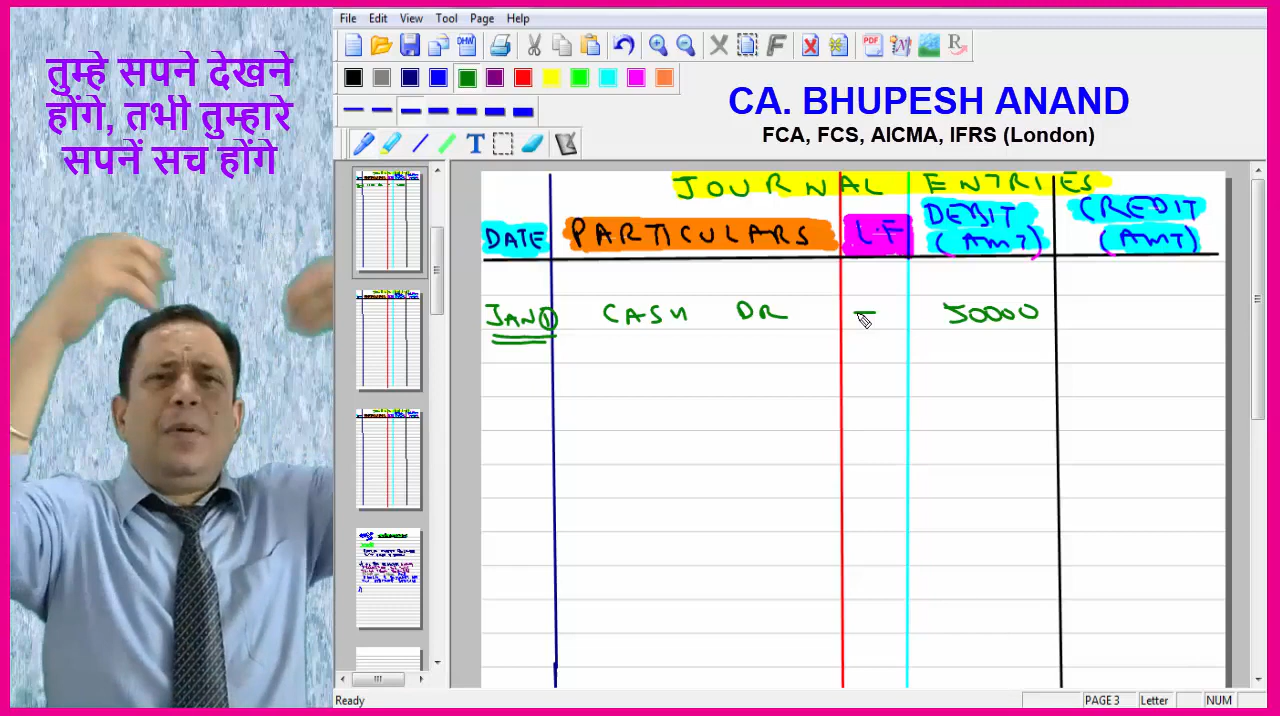 तुम्हे सपने देखने
होंगे, तभी तुम्हारे
सपनें सच होंगे
File Edit View Tool Page Help
CA. BHUPESH ANAND
FCA, FCS, AICMA, IFRS (London)
JOURNAL ENTRIES
DATE PARTICULARS L.F DEBIT (AMT) CREDIT (AMT)
JAN 1 CASH DR 50000
Ready PAGE 3 Letter NUM